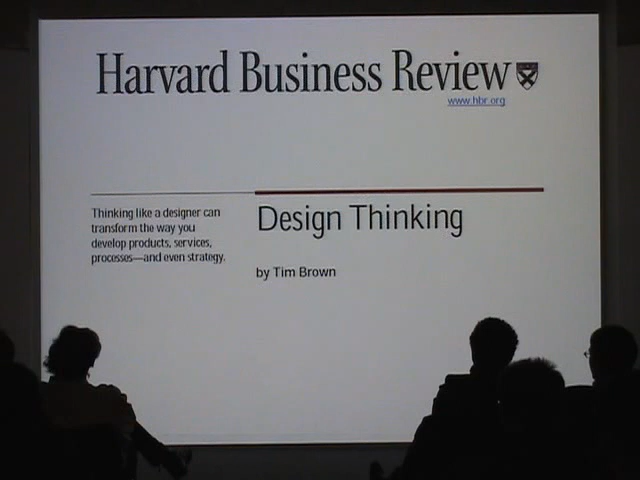 Harvard Business Review
www.hbr.org
Thinking like a designer can
transform the way you
develop products, services,
processes—and even strategy.
Design Thinking
by Tim Brown